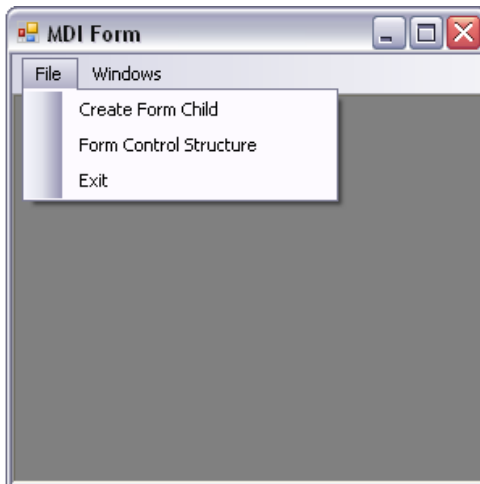 MDI Form
File Windows
Create Form Child
Form Control Structure
Exit